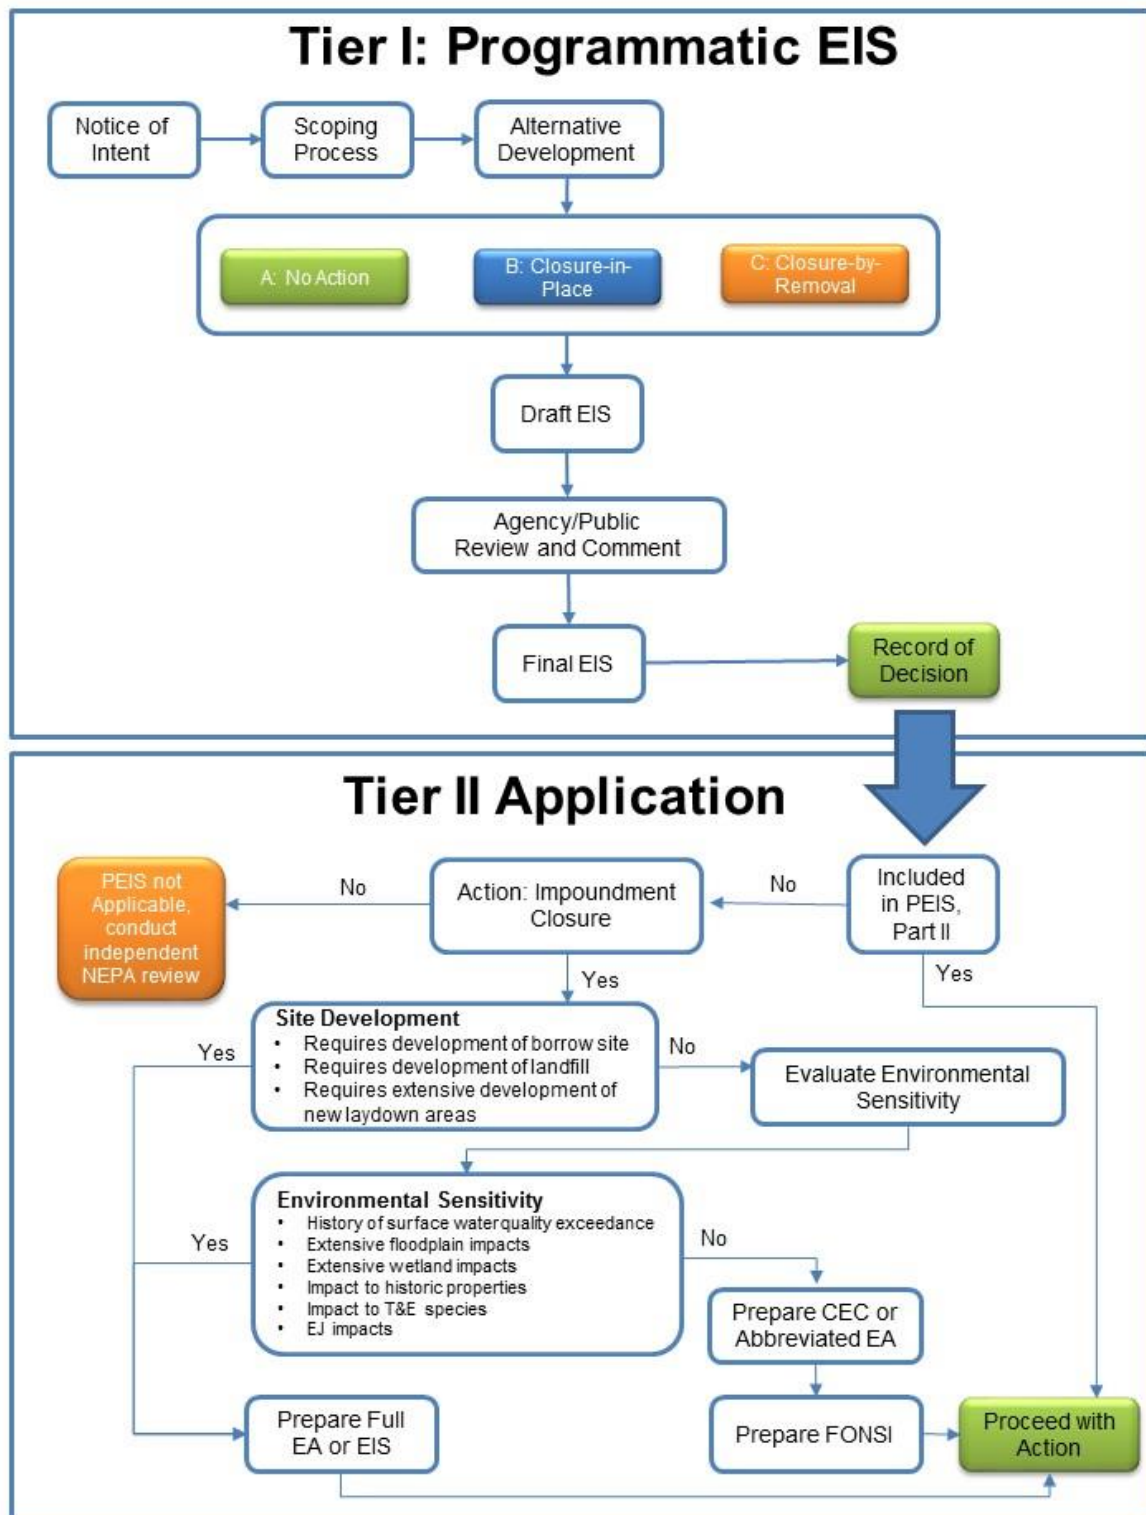 Tier I: Programmatic EIS
Notice of
Intent
Scoping
Process
Alternative
Development
A: No Action
B: Closure-in-
Place
C: Closure-by-
Removal
Draft EIS
Agency/Public
Review and Comment
Final EIS
Record of
Decision
Tier II Application
PEIS not
Applicable,
conduct
independent
NEPA review
No
Action: Impoundment
Closure
No
Included
in PEIS,
Part II
Yes
Yes
Site Development
• Requires development of borrow site
• Requires development of landfill
• Requires extensive development of
new laydown areas
Yes
No
Evaluate Environmental
Sensitivity
Environmental Sensitivity
• History of surface water quality exceedance
• Extensive floodplain impacts
• Extensive wetland impacts
• Impact to historic properties
• Impact to T&E species
• EJ impacts
Yes
No
Prepare CEC or
Abbreviated EA
Prepare Full
EA or EIS
Prepare FONSI
Proceed with
Action